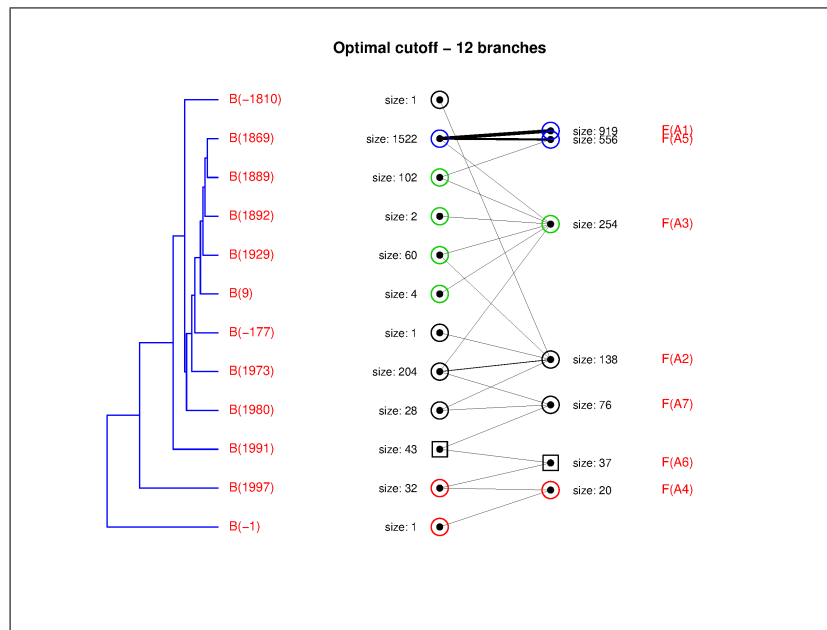 Optimal cutoff – 12 branches
B(−1810) size: 1
size: 919 F(A1)
B(1869) size: 1522 size: 556 F(A5)
B(1889) size: 102
B(1892) size: 2
size: 254 F(A3)
B(1929) size: 60
B(9) size: 4
B(−177) size: 1
size: 138 F(A2)
B(1973) size: 204
size: 76 F(A7)
B(1980) size: 28
B(1991) size: 43
size: 37 F(A6)
B(1997) size: 32 size: 20 F(A4)
B(−1) size: 1